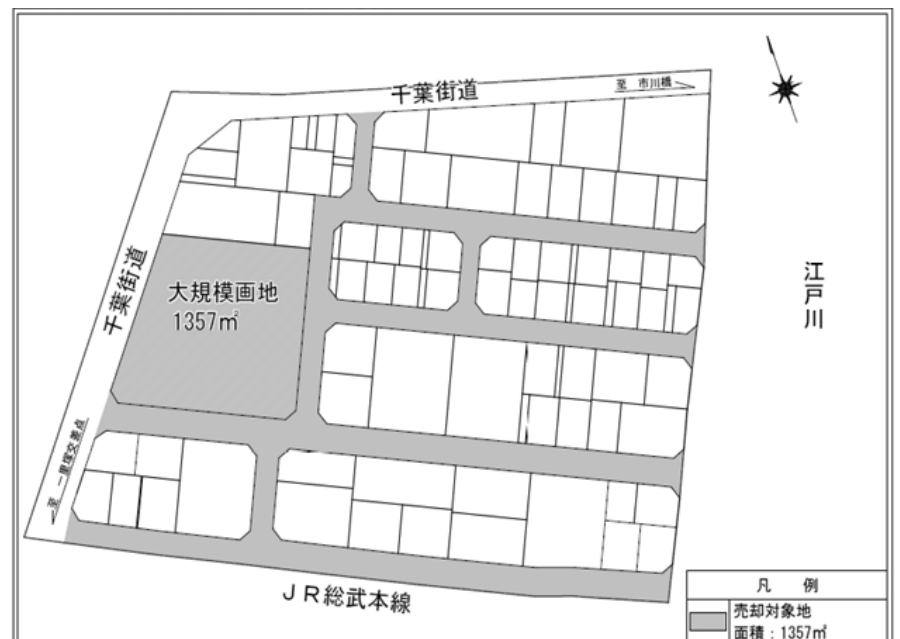 千葉街道
至 市川橋
千葉街道
大規模画地
1357㎡
江戸川
至 一里塚交差点
JR総武本線
凡 例
売却対象地
面積：1357㎡